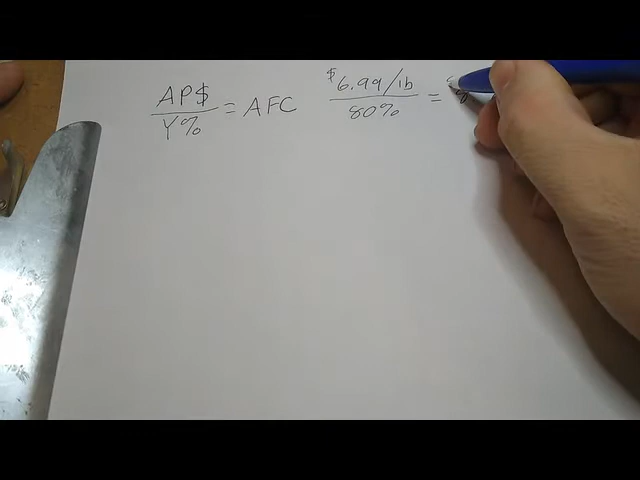 AP$/Y% = AFC
$6.99/lb/80% =